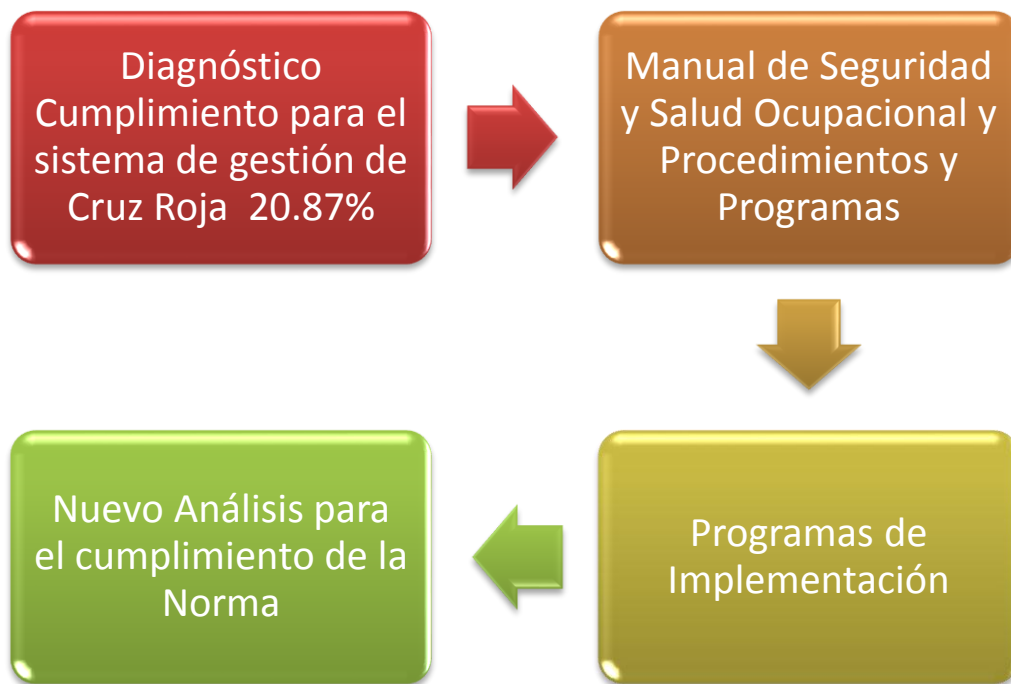 Diagnóstico
Cumplimiento para el
sistema de gestión de
Cruz Roja  20.87%
Manual de Seguridad
y Salud Ocupacional y
Procedimientos y
Programas
Programas de
Implementación
Nuevo Análisis para
el cumplimiento de la
Norma